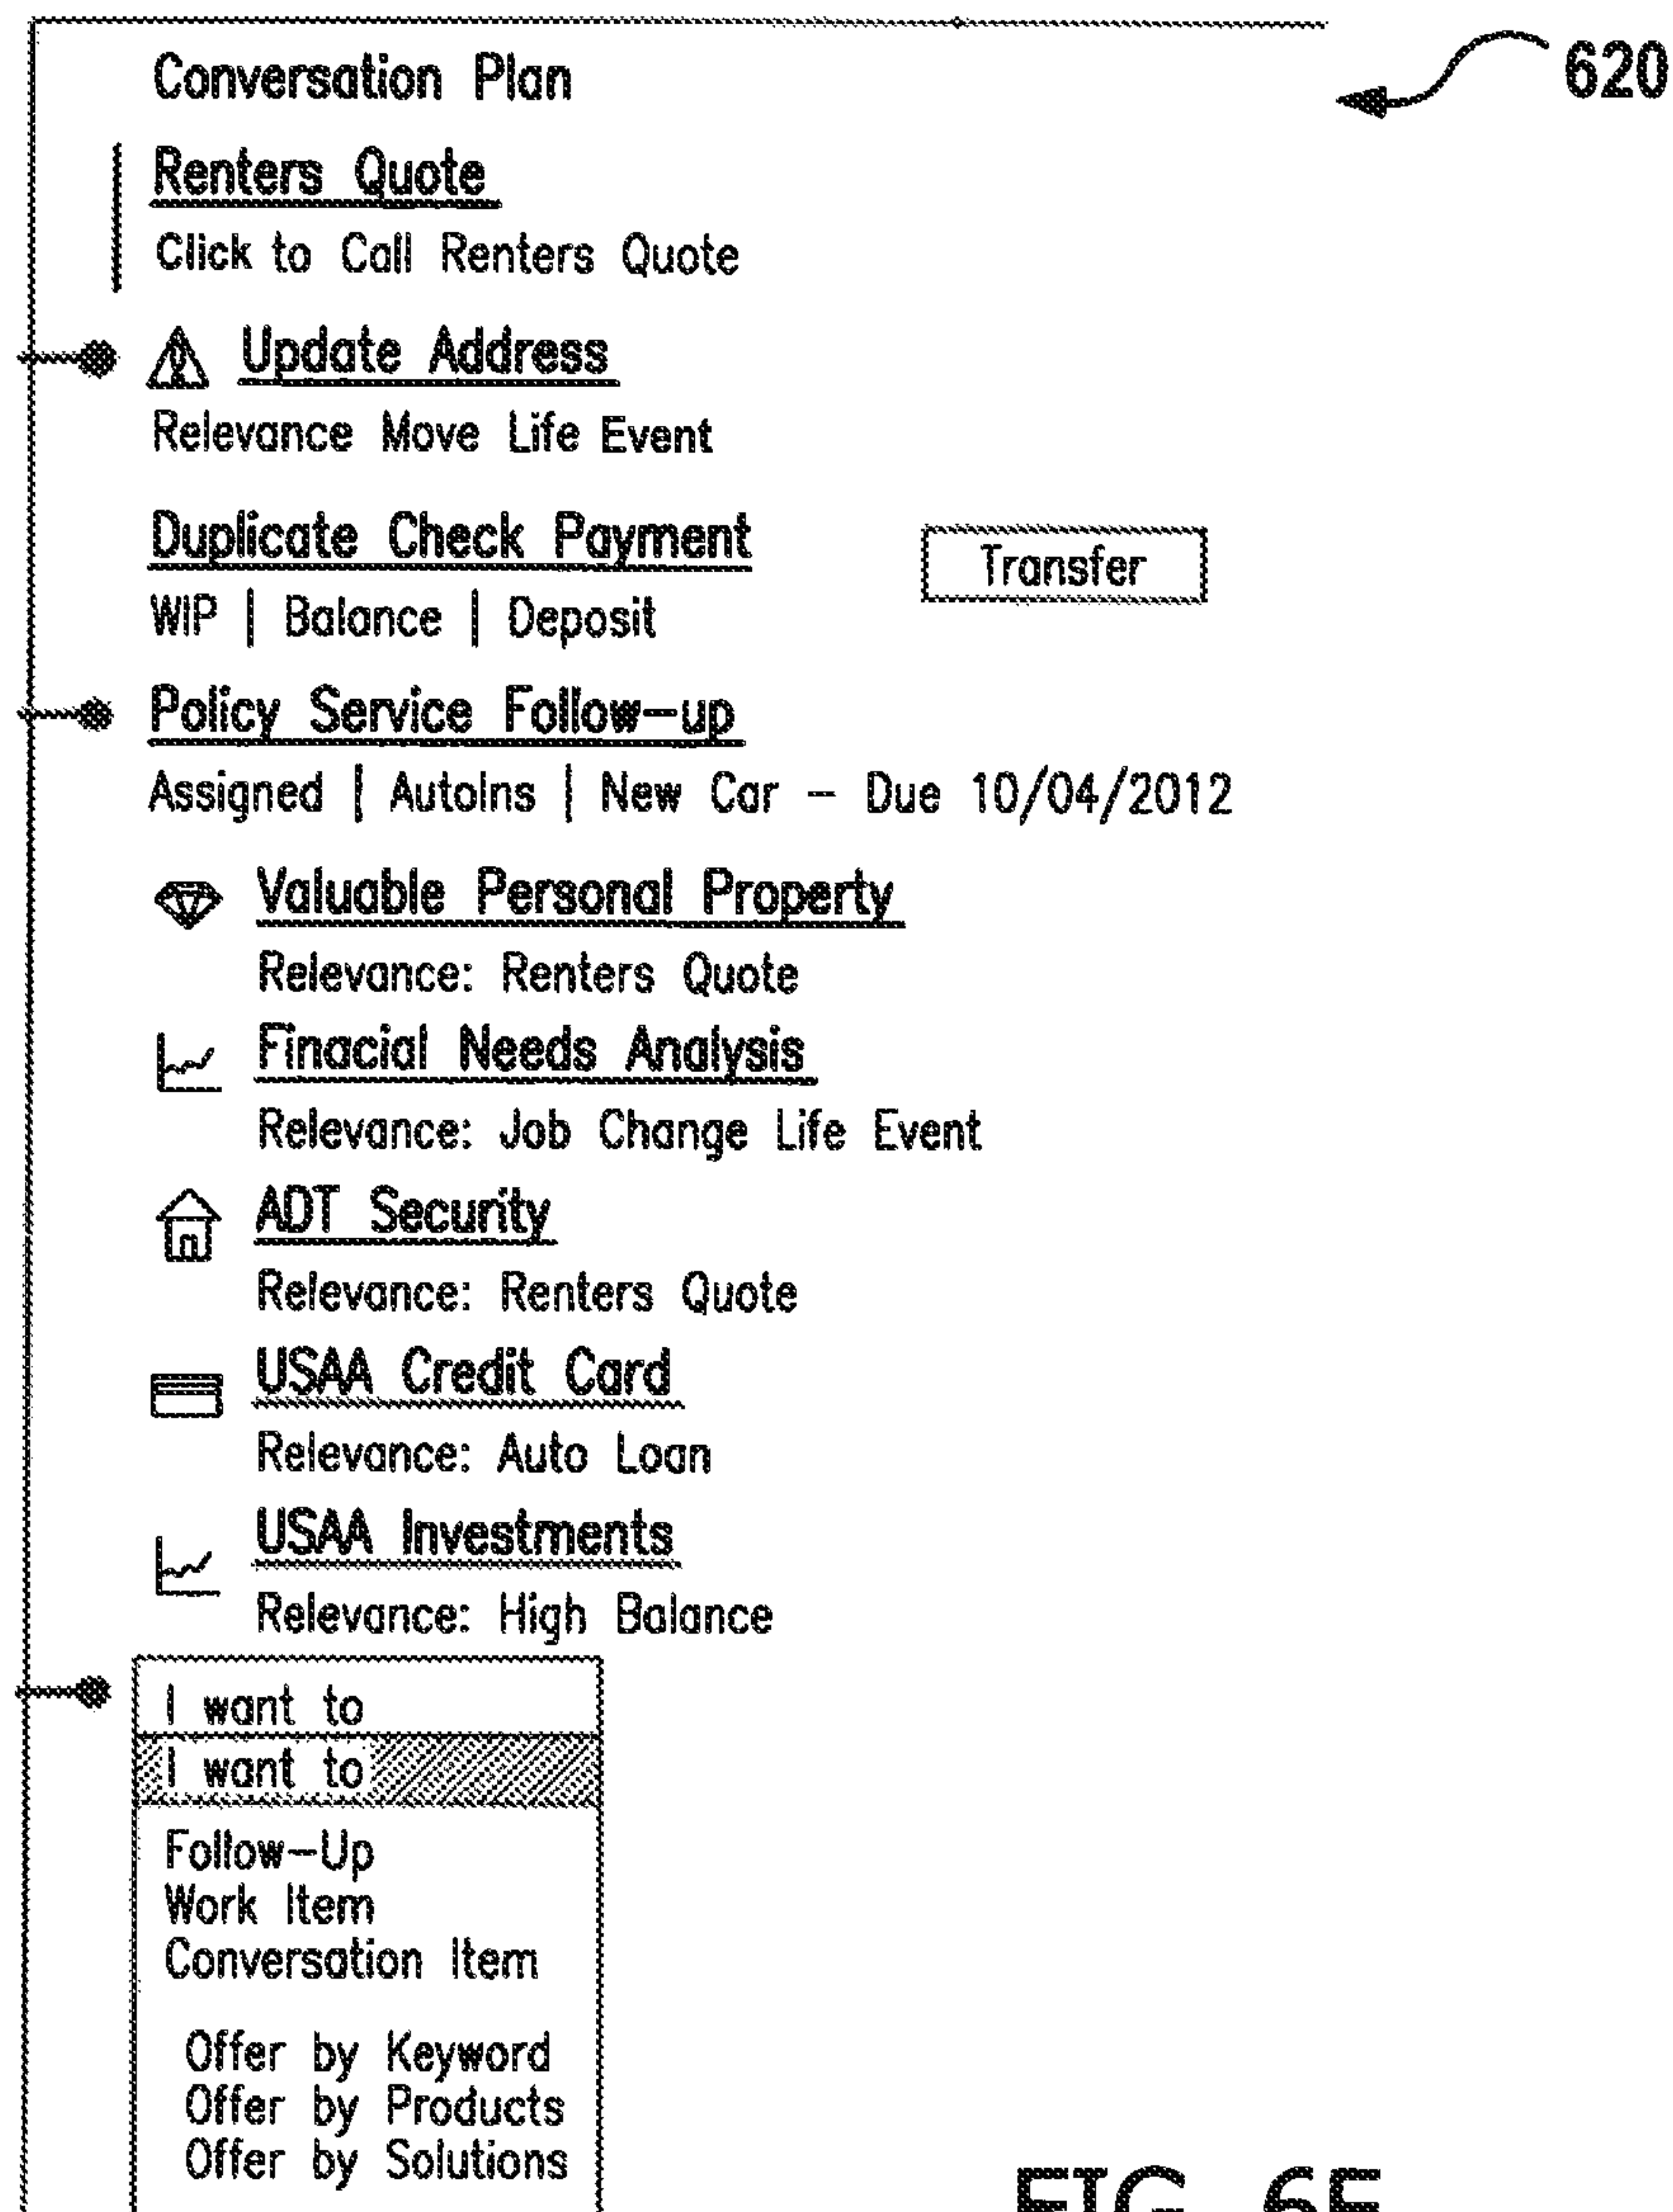 620
Conversation Plan
Renters Quote
Click to Call Renters Quote
Update Address
Relevance Move Life Event
Duplicate Check Payment
Transfer
WIP | Balance | Deposit
Policy Service Follow-up
Assigned | AutoIns | New Car - Due 10/04/2012
Valuable Personal Property
Relevance: Renters Quote
Finacial Needs Analysis
Relevance: Job Change Life Event
ADT Security
Relevance: Renters Quote
USAA Credit Card
Relevance: Auto Loan
USAA Investments
Relevance: High Balance
I want to
I want to
Follow-Up
Work Item
Conversation Item
Offer by Keyword
Offer by Products
Offer by Solutions
FIG.